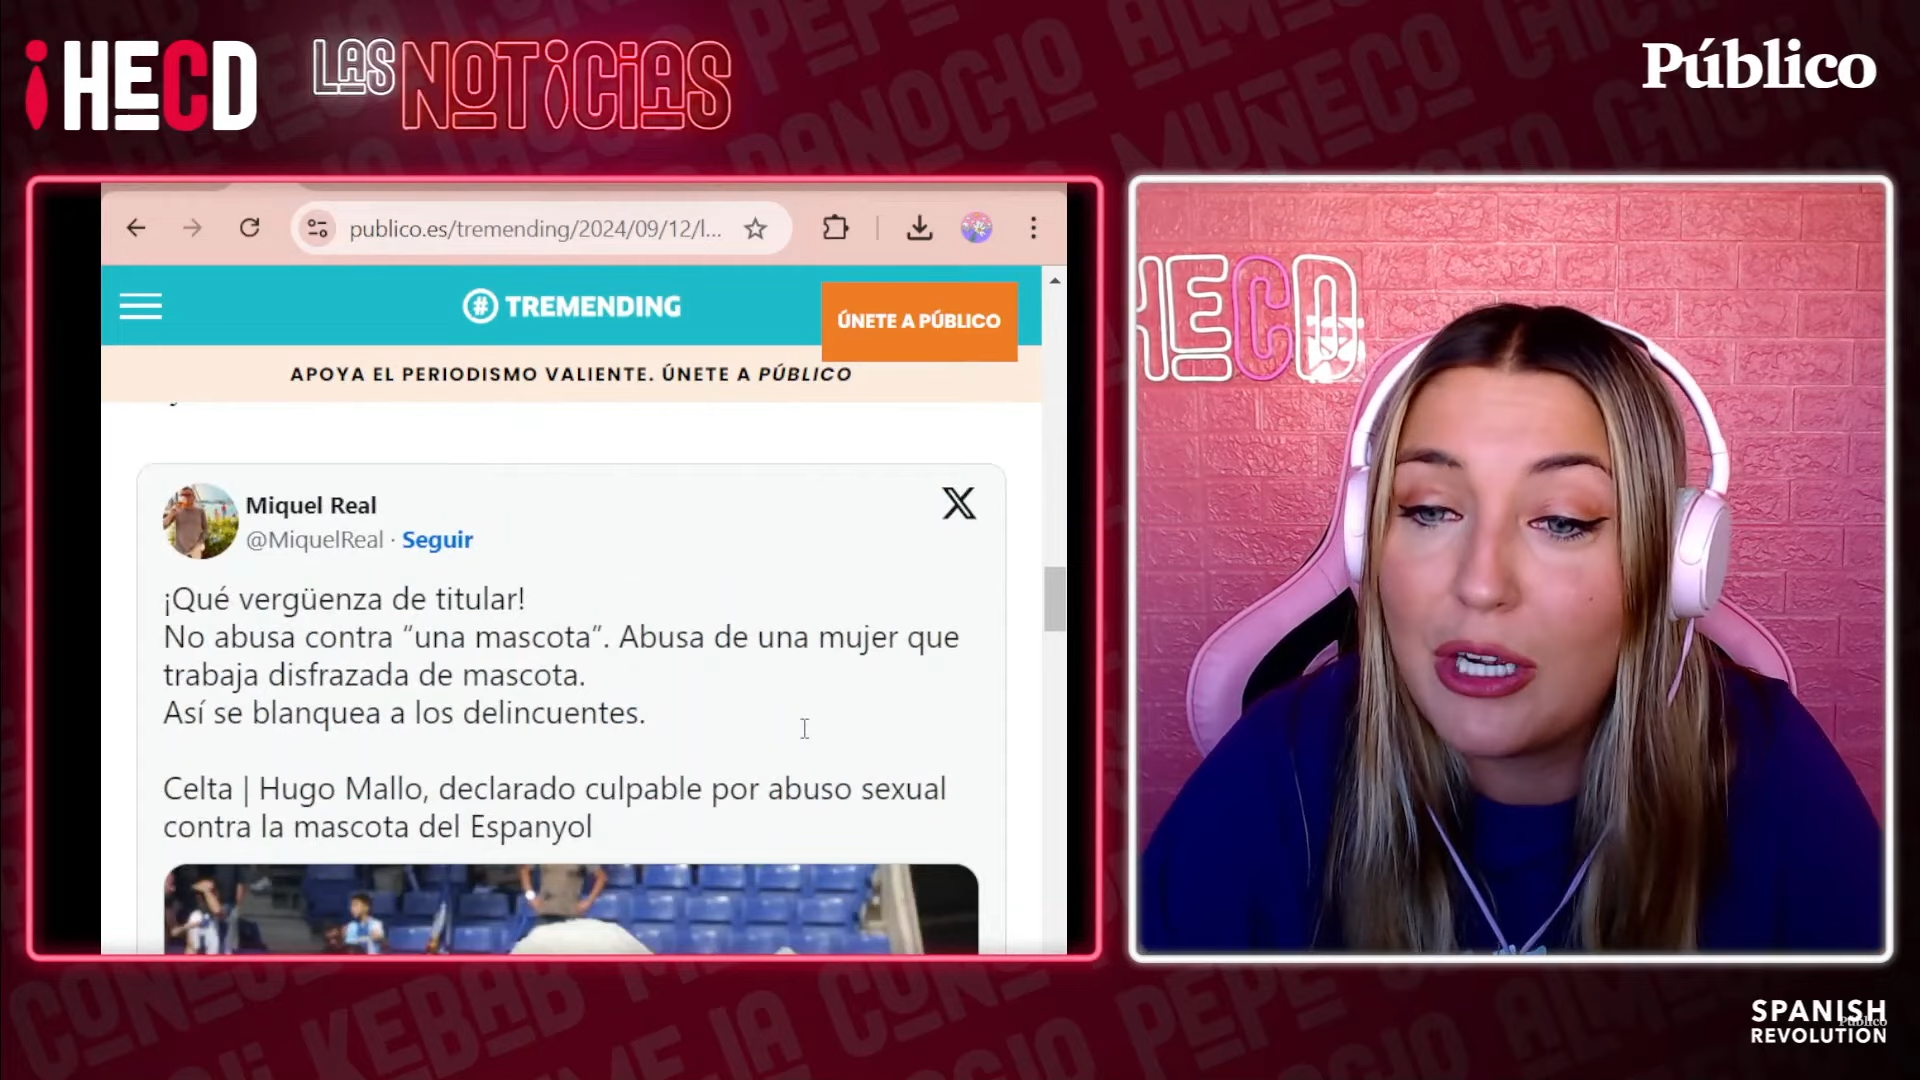 ¡HECD
LAS NOTICIAS
Público
publico.es/tremending/2024/09/12/l...
# TREMENDING
ÚNETE A PÚBLICO
APOYA EL PERIODISMO VALIENTE. ÚNETE A PÚBLICO
Miquel Real
@MiquelReal · Seguir
X
¡Qué vergüenza de titular!
No abusa contra “una mascota”. Abusa de una mujer que
trabaja disfrazada de mascota.
Así se blanquea a los delincuentes.
Celta | Hugo Mallo, declarado culpable por abuso sexual
contra la mascota del Espanyol
HECD
SPANISH
Público
REVOLUTION